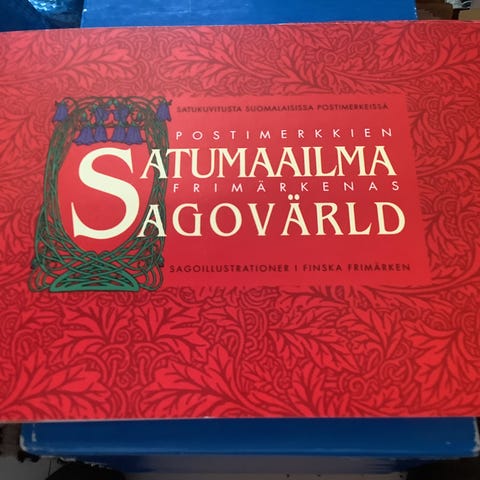 SATUKUVITUSTA SUOMALAISISSA POSTIMERKEISSÄ
POSTIMERKKIEN
SATUMAAILMA
FRIMÄRKENAS
SAGOVÄRLD
SAGOILLUSTRATIONER I FINSKA FRIMÄRKEN